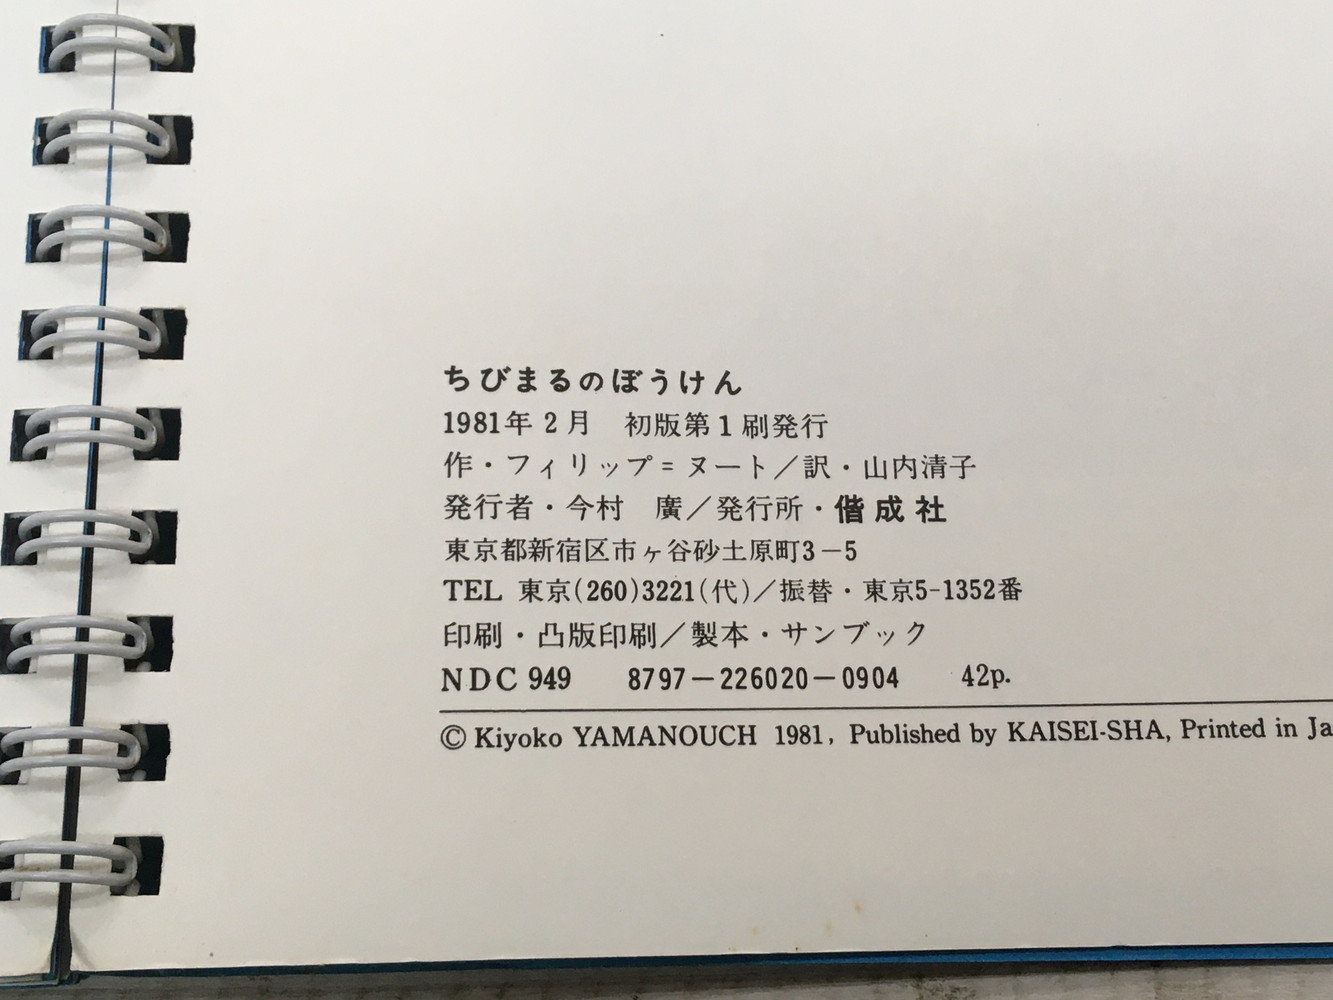 ちびまるのぼうけん
1981年2月 初版第1刷発行
作・フィリップ=ヌート／訳・山内清子
発行者・今村 廣／発行所・偕成社
東京都新宿区市ヶ谷砂土原町3-5
TEL 東京(260)3221(代)／振替・東京5-1352番
印刷・凸版印刷／製本・サンブック
NDC 949 8797-226020-0904 42p.
© Kiyoko YAMANOUCH 1981, Published by KAISEI-SHA, Printed in Ja